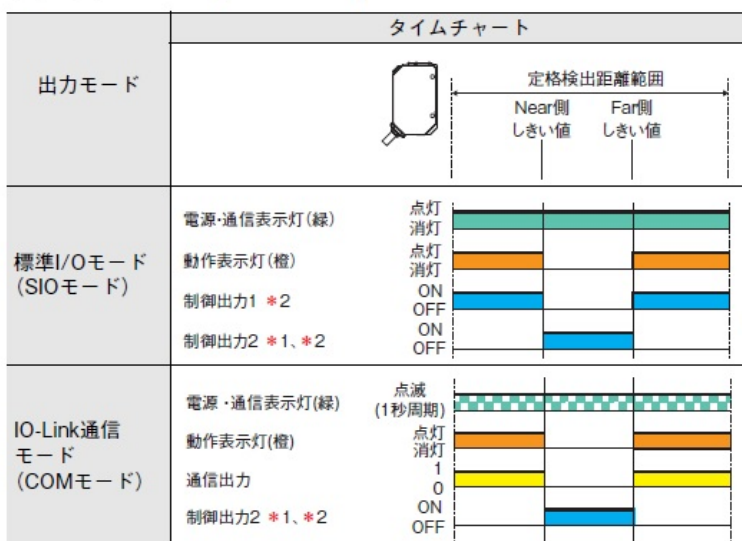 タイムチャート
出力モード
定格検出距離範囲
Near側 Far側
しきい値 しきい値
標準I/Oモード
(SIOモード)
電源・通信表示灯(緑) 点灯
消灯
動作表示灯(橙) 点灯
消灯
制御出力1 *2 ON
OFF
制御出力2 *1、*2 ON
OFF
IO-Link通信
モード
(COMモード)
電源・通信表示灯(緑) 点滅
(1秒周期)
動作表示灯(橙) 点灯
消灯
通信出力 1
0
制御出力2 *1、*2 ON
OFF